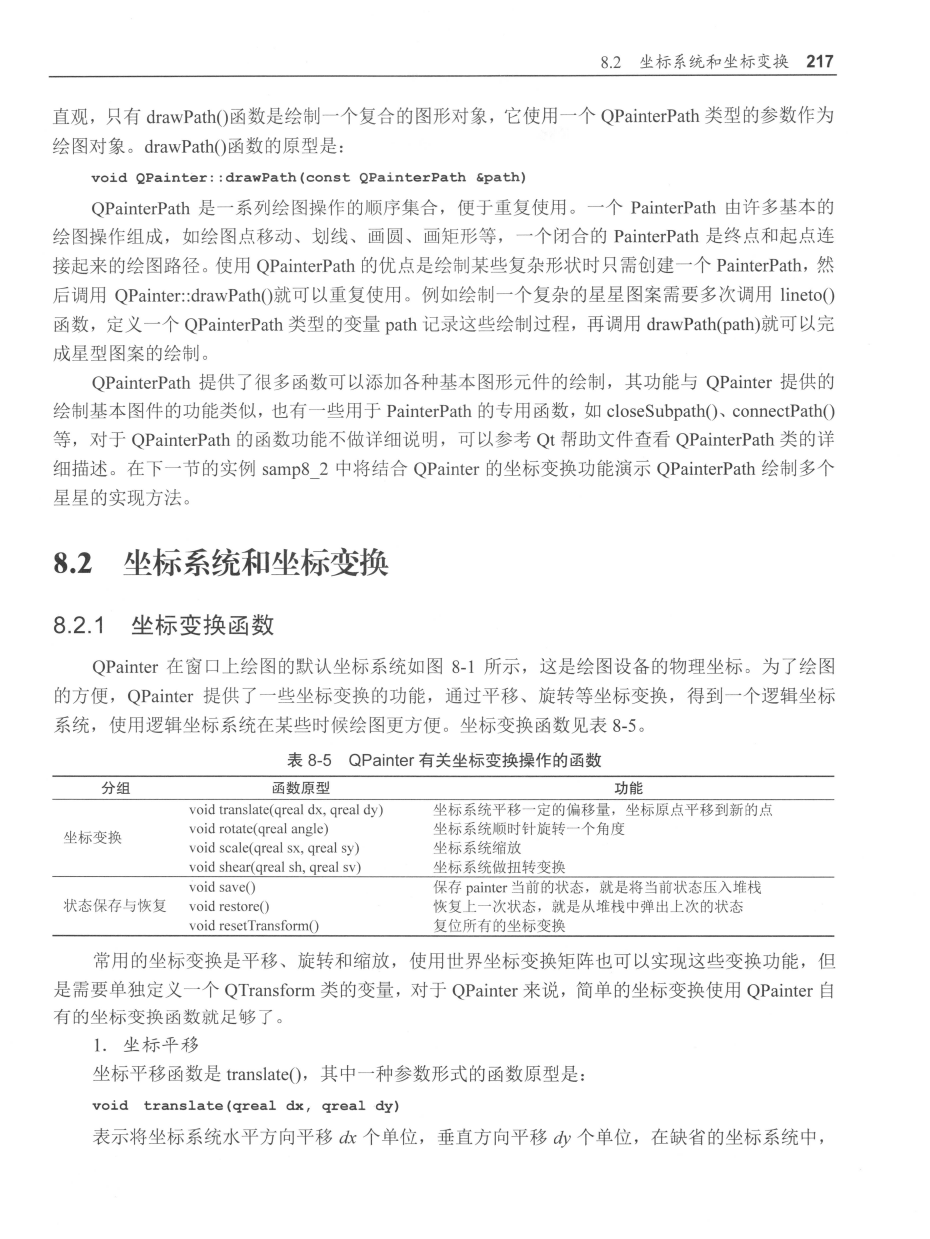 8.2 坐标系统和坐标变换 217
直观，只有 drawPath()函数是绘制一个复合的图形对象，它使用一个 QPainterPath 类型的参数作为
绘图对象。drawPath()函数的原型是：
void QPainter::drawPath(const QPainterPath &path)
QPainterPath 是一系列绘图操作的顺序集合，便于重复使用。一个 PainterPath 由许多基本的
绘图操作组成，如绘图点移动、划线、画圆、画矩形等，一个闭合的 PainterPath 是终点和起点连
接起来的绘图路径。使用 QPainterPath 的优点是绘制某些复杂形状时只需创建一个 PainterPath，然
后调用 QPainter::drawPath()就可以重复使用。例如绘制一个复杂的星星图案需要多次调用 lineto()
函数，定义一个 QPainterPath 类型的变量 path 记录这些绘制过程，再调用 drawPath(path)就可以完
成星型图案的绘制。
QPainterPath 提供了很多函数可以添加各种基本图形元件的绘制，其功能与 QPainter 提供的
绘制基本图件的功能类似，也有一些用于 PainterPath 的专用函数，如 closeSubpath()、connectPath()
等，对于 QPainterPath 的函数功能不做详细说明，可以参考 Qt 帮助文件查看 QPainterPath 类的详
细描述。在下一节的实例 samp8_2 中将结合 QPainter 的坐标变换功能演示 QPainterPath 绘制多个
星星的实现方法。
8.2 坐标系统和坐标变换
8.2.1 坐标变换函数
QPainter 在窗口上绘图的默认坐标系统如图 8-1 所示，这是绘图设备的物理坐标。为了绘图
的方便，QPainter 提供了一些坐标变换的功能，通过平移、旋转等坐标变换，得到一个逻辑坐标
系统，使用逻辑坐标系统在某些时候绘图更方便。坐标变换函数见表 8-5。
表 8-5 QPainter 有关坐标变换操作的函数
分组 函数原型 功能
坐标变换
void translate(qreal dx, qreal dy) 坐标系统平移一定的偏移量，坐标原点平移到新的点
void rotate(qreal angle) 坐标系统顺时针旋转一个角度
void scale(qreal sx, qreal sy) 坐标系统缩放
void shear(qreal sh, qreal sv) 坐标系统做扭转变换
void save() 保存 painter 当前的状态，就是将当前状态压入堆栈
状态保存与恢复 void restore() 恢复上一次状态，就是从堆栈中弹出上次的状态
void resetTransform() 复位所有的坐标变换
常用的坐标变换是平移、旋转和缩放，使用世界坐标变换矩阵也可以实现这些变换功能，但
是需要单独定义一个 QTransform 类的变量，对于 QPainter 来说，简单的坐标变换使用 QPainter 自
有的坐标变换函数就足够了。
1. 坐标平移
坐标平移函数是 translate()，其中一种参数形式的函数原型是：
void translate(qreal dx, qreal dy)
表示将坐标系统水平方向平移 dx 个单位，垂直方向平移 dy 个单位，在缺省的坐标系统中，